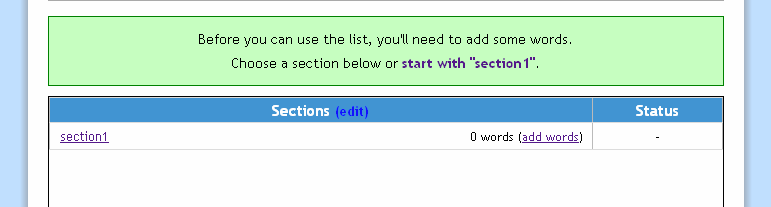 Before you can use the list, you'll need to add some words.
Choose a section below or start with "section1".
Sections (edit) Status
section1 0 words (add words) -